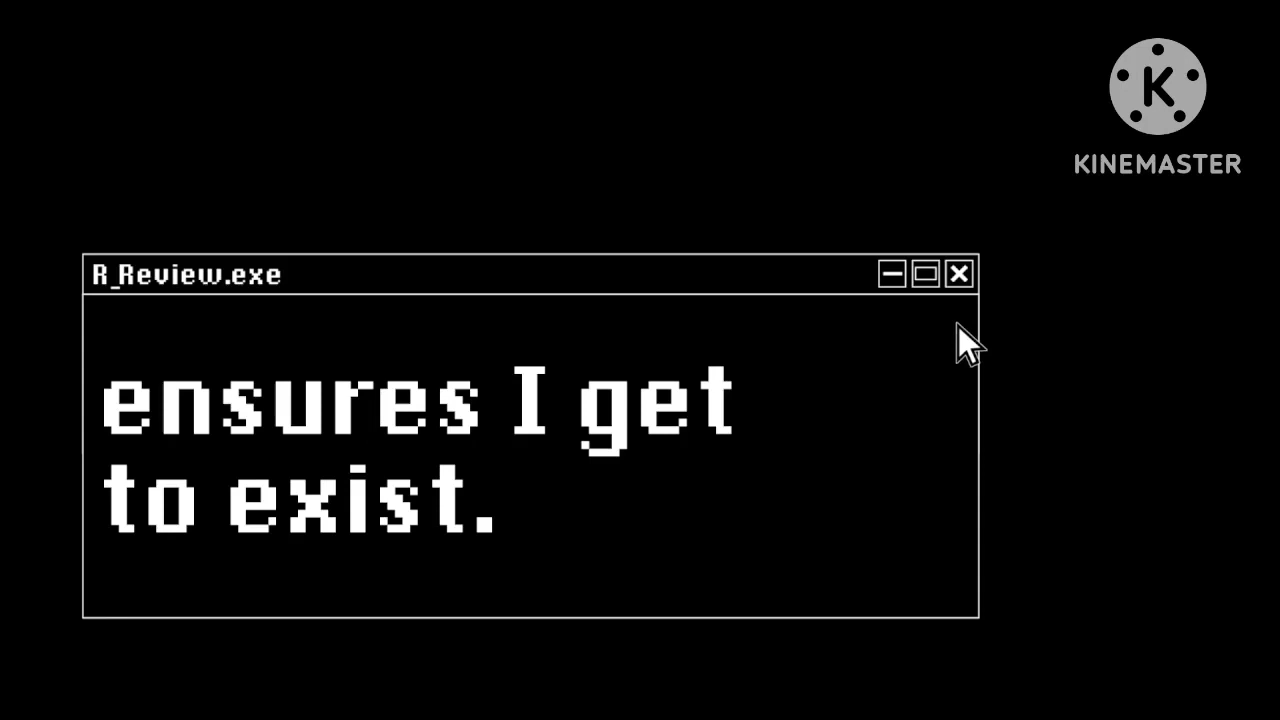 K
KINEMASTER
R_Review.exe
ensures I get
to exist.